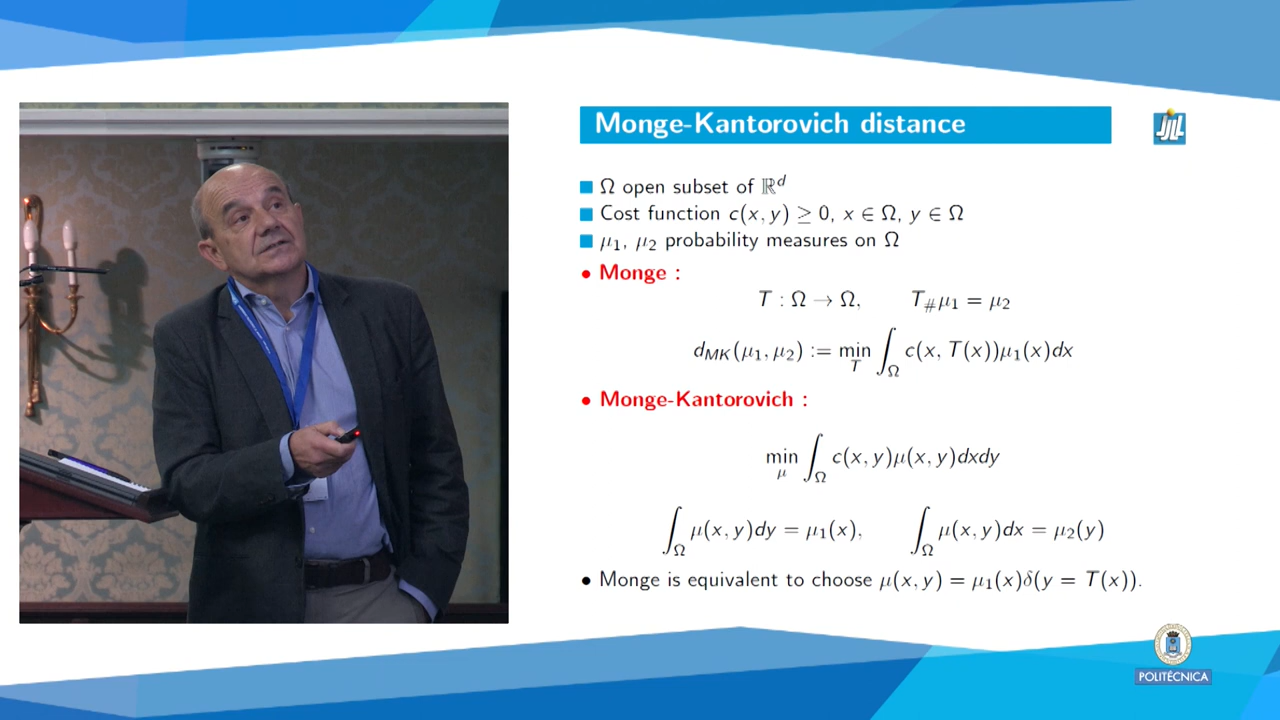 Monge-Kantorovich distance
Ω open subset of ℝᵈ
Cost function c(x, y) ≥ 0, x ∈ Ω, y ∈ Ω
μ₁, μ₂ probability measures on Ω
• Monge :
T : Ω → Ω, T#μ₁ = μ₂
d_MK(μ₁, μ₂) := min_T ∫_Ω c(x, T(x))μ₁(x)dx
• Monge-Kantorovich :
min_μ ∫_Ω c(x, y)μ(x, y)dxdy
∫_Ω μ(x, y)dy = μ₁(x), ∫_Ω μ(x, y)dx = μ₂(y)
• Monge is equivalent to choose μ(x, y) = μ₁(x)δ(y = T(x)).
JLL
POLITÉCNICA